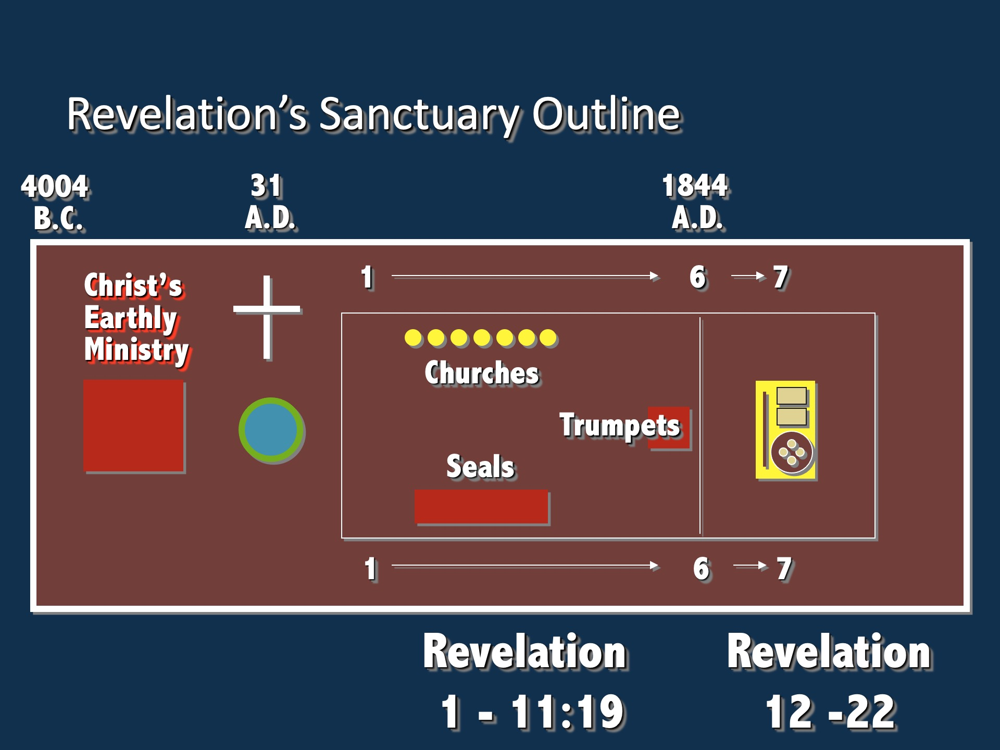 Revelation’s Sanctuary Outline
4004
B.C.
31
A.D.
1844
A.D.
Christ’s
Earthly
Ministry
1
6
7
Churches
Trumpets
Seals
1
6
7
Revelation
1 - 11:19
Revelation
12 -22